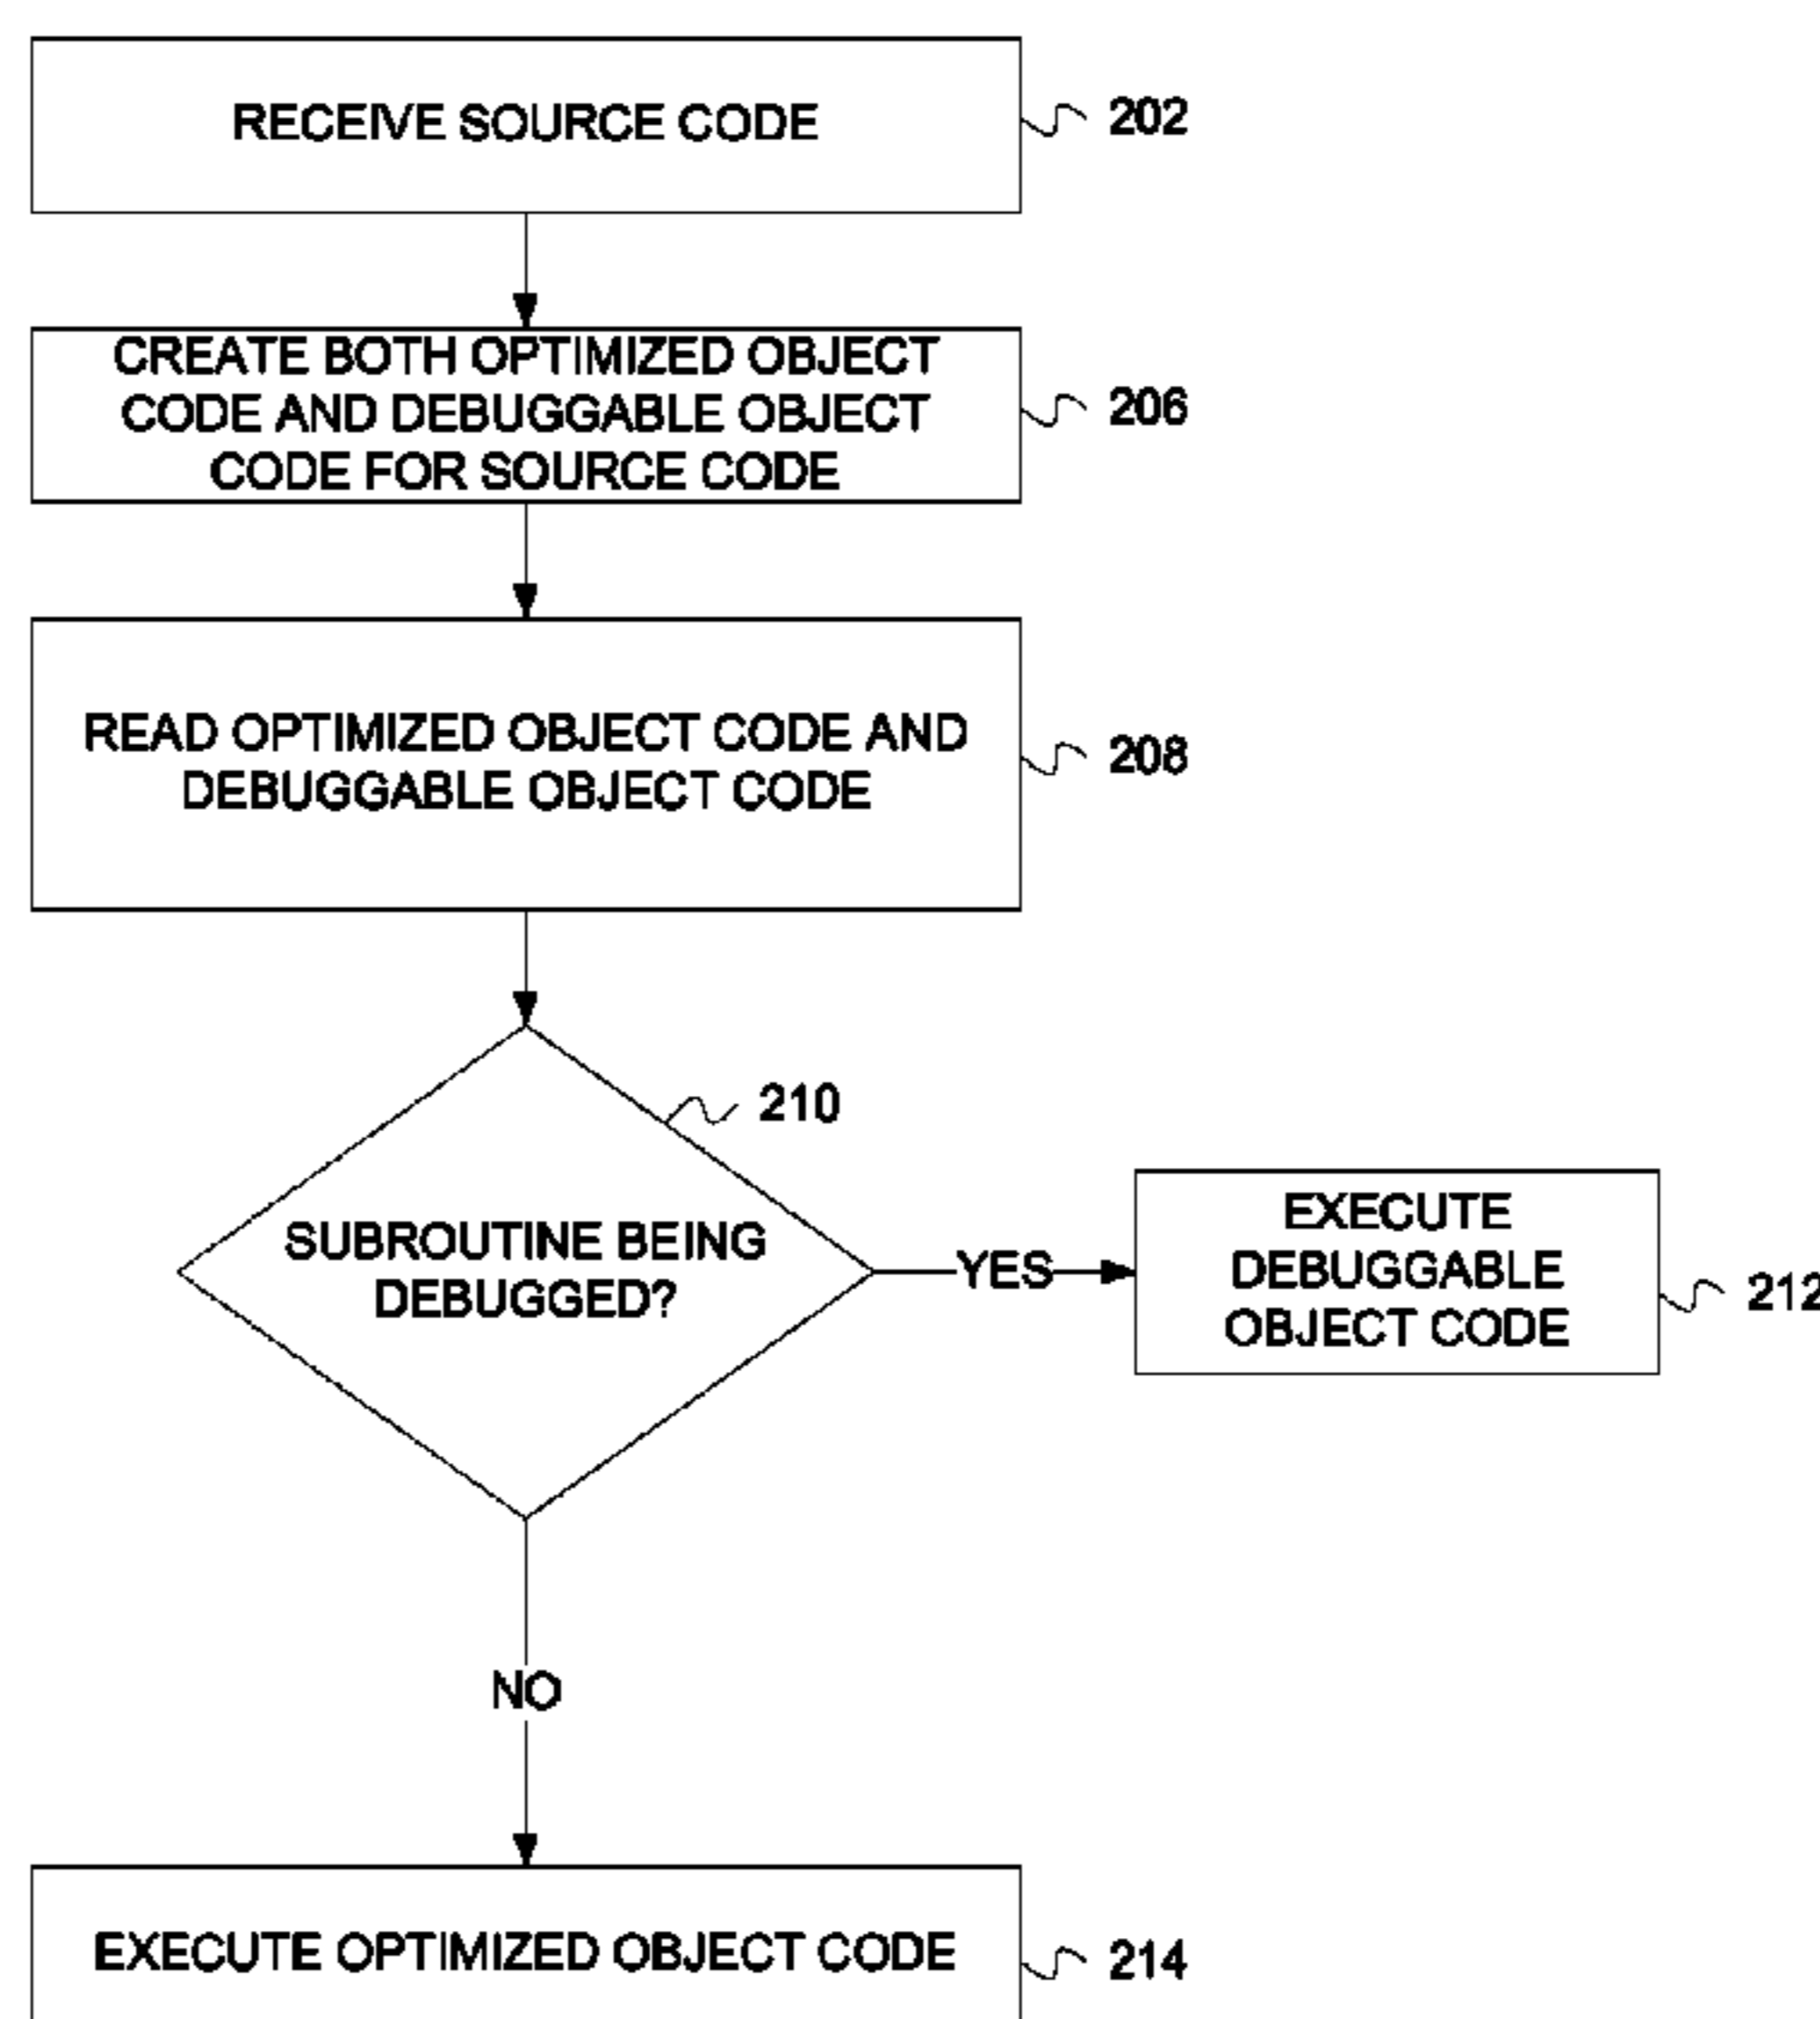 RECEIVE SOURCE CODE
202
CREATE BOTH OPTIMIZED OBJECT
CODE AND DEBUGGABLE OBJECT
CODE FOR SOURCE CODE
206
READ OPTIMIZED OBJECT CODE AND
DEBUGGABLE OBJECT CODE
208
210
SUBROUTINE BEING
DEBUGGED?
YES
EXECUTE
DEBUGGABLE
OBJECT CODE
212
NO
EXECUTE OPTIMIZED OBJECT CODE
214